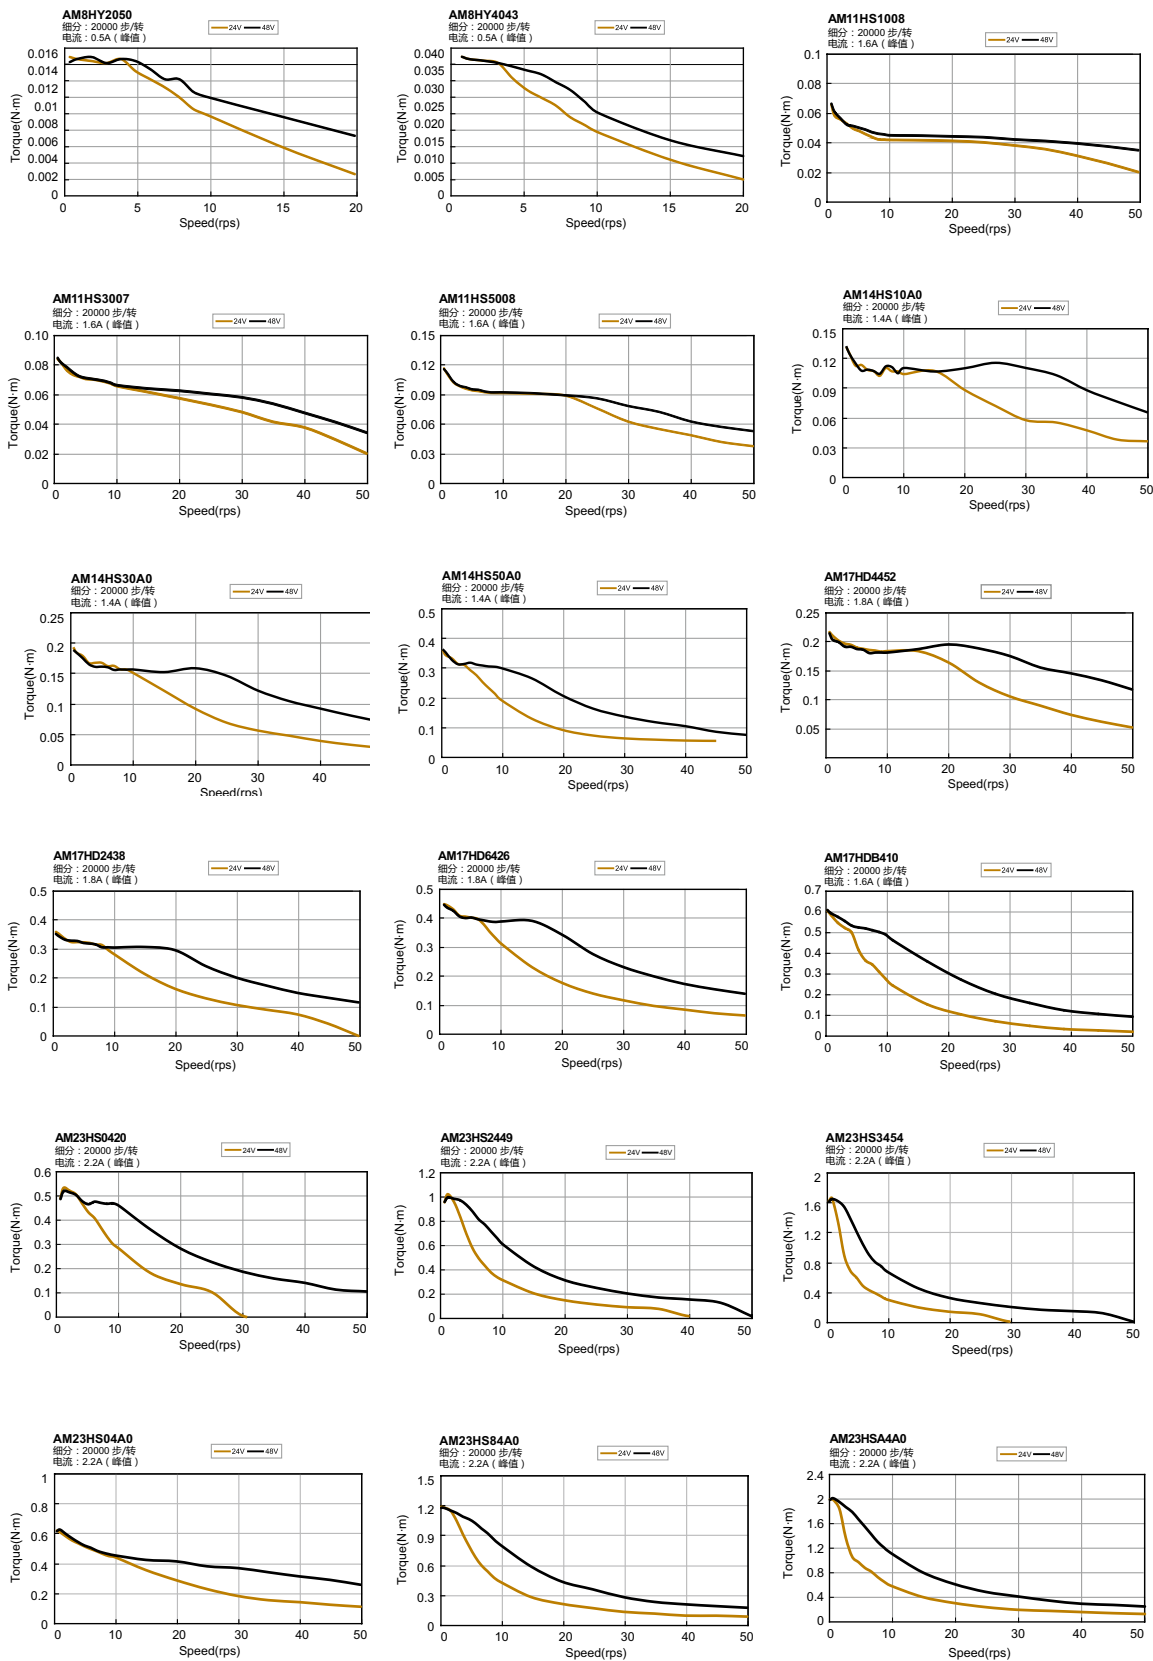 AM8HY2050
细分：20000 步/转
电流：0.5A ( 峰值 )
24V 48V
0.016
0.014
0.012
0.01
0.008
0.006
0.004
0.002
0
Torque(N·m)
0 5 10 15 20
Speed(rps)
AM8HY4043
细分：20000 步/转
电流：0.5A ( 峰值 )
24V 48V
0.040
0.035
0.030
0.025
0.020
0.015
0.010
0.005
0
Torque(N·m)
0 5 10 15 20
Speed(rps)
AM11HS1008
细分：20000 步/转
电流：1.6A ( 峰值 )
24V 48V
0.1
0.08
0.06
0.04
0.02
0
Torque(N·m)
0 10 20 30 40 50
Speed(rps)
AM11HS3007
细分：20000 步/转
电流：1.6A ( 峰值 )
24V 48V
0.10
0.08
0.06
0.04
0.02
0
Torque(N·m)
0 10 20 30 40 50
Speed(rps)
AM11HS5008
细分：20000 步/转
电流：1.6A ( 峰值 )
24V 48V
0.15
0.12
0.09
0.06
0.03
0
Torque(N·m)
0 10 20 30 40 50
Speed(rps)
AM14HS10A0
细分：20000 步/转
电流：1.4A ( 峰值 )
24V 48V
0.15
0.12
0.09
0.06
0.03
0
Torque(N·m)
0 10 20 30 40 50
Speed(rps)
AM14HS30A0
细分：20000 步/转
电流：1.4A ( 峰值 )
24V 48V
0.25
0.2
0.15
0.1
0.05
0
Torque(N·m)
0 10 20 30 40
Speed(rps)
AM14HS50A0
细分：20000 步/转
电流：1.4A ( 峰值 )
24V 48V
0.5
0.4
0.3
0.2
0.1
0
Torque(N·m)
0 10 20 30 40 50
Speed(rps)
AM17HD4452
细分：20000 步/转
电流：1.8A ( 峰值 )
24V 48V
0.25
0.2
0.15
0.1
0.05
Torque(N·m)
0 10 20 30 40 50
Speed(rps)
AM17HD2438
细分：20000 步/转
电流：1.8A ( 峰值 )
24V 48V
0.5
0.4
0.3
0.2
0.1
0
Torque(N·m)
0 10 20 30 40 50
Speed(rps)
AM17HD6426
细分：20000 步/转
电流：1.8A ( 峰值 )
24V 48V
0.5
0.4
0.3
0.2
0.1
0
Torque(N·m)
0 10 20 30 40 50
Speed(rps)
AM17HDB410
细分：20000 步/转
电流：1.6A ( 峰值 )
24V 48V
0.7
0.6
0.5
0.4
0.3
0.2
0.1
0
Torque(N·m)
0 10 20 30 40 50
Speed(rps)
AM23HS0420
细分：20000 步/转
电流：2.2A ( 峰值 )
24V 48V
0.6
0.5
0.4
0.3
0.2
0.1
0
Torque(N·m)
0 10 20 30 40 50
Speed(rps)
AM23HS2449
细分：20000 步/转
电流：2.2A ( 峰值 )
24V 48V
1.2
1
0.8
0.6
0.4
0.2
0
Torque(N·m)
0 10 20 30 40 50
Speed(rps)
AM23HS3454
细分：20000 步/转
电流：2.2A ( 峰值 )
24V 48V
2
1.6
1.2
0.8
0.4
0
Torque(N·m)
0 10 20 30 40 50
Speed(rps)
AM23HS04A0
细分：20000 步/转
电流：2.2A ( 峰值 )
24V 48V
1
0.8
0.6
0.4
0.2
0
Torque(N·m)
0 10 20 30 40 50
Speed(rps)
AM23HS84A0
细分：20000 步/转
电流：2.2A ( 峰值 )
24V 48V
1.5
1.2
0.9
0.6
0.3
0
Torque(N·m)
0 10 20 30 40 50
Speed(rps)
AM23HSA4A0
细分：20000 步/转
电流：2.2A ( 峰值 )
24V 48V
2.4
2
1.6
1.2
0.8
0.4
0
Torque(N·m)
0 10 20 30 40 50
Speed(rps)